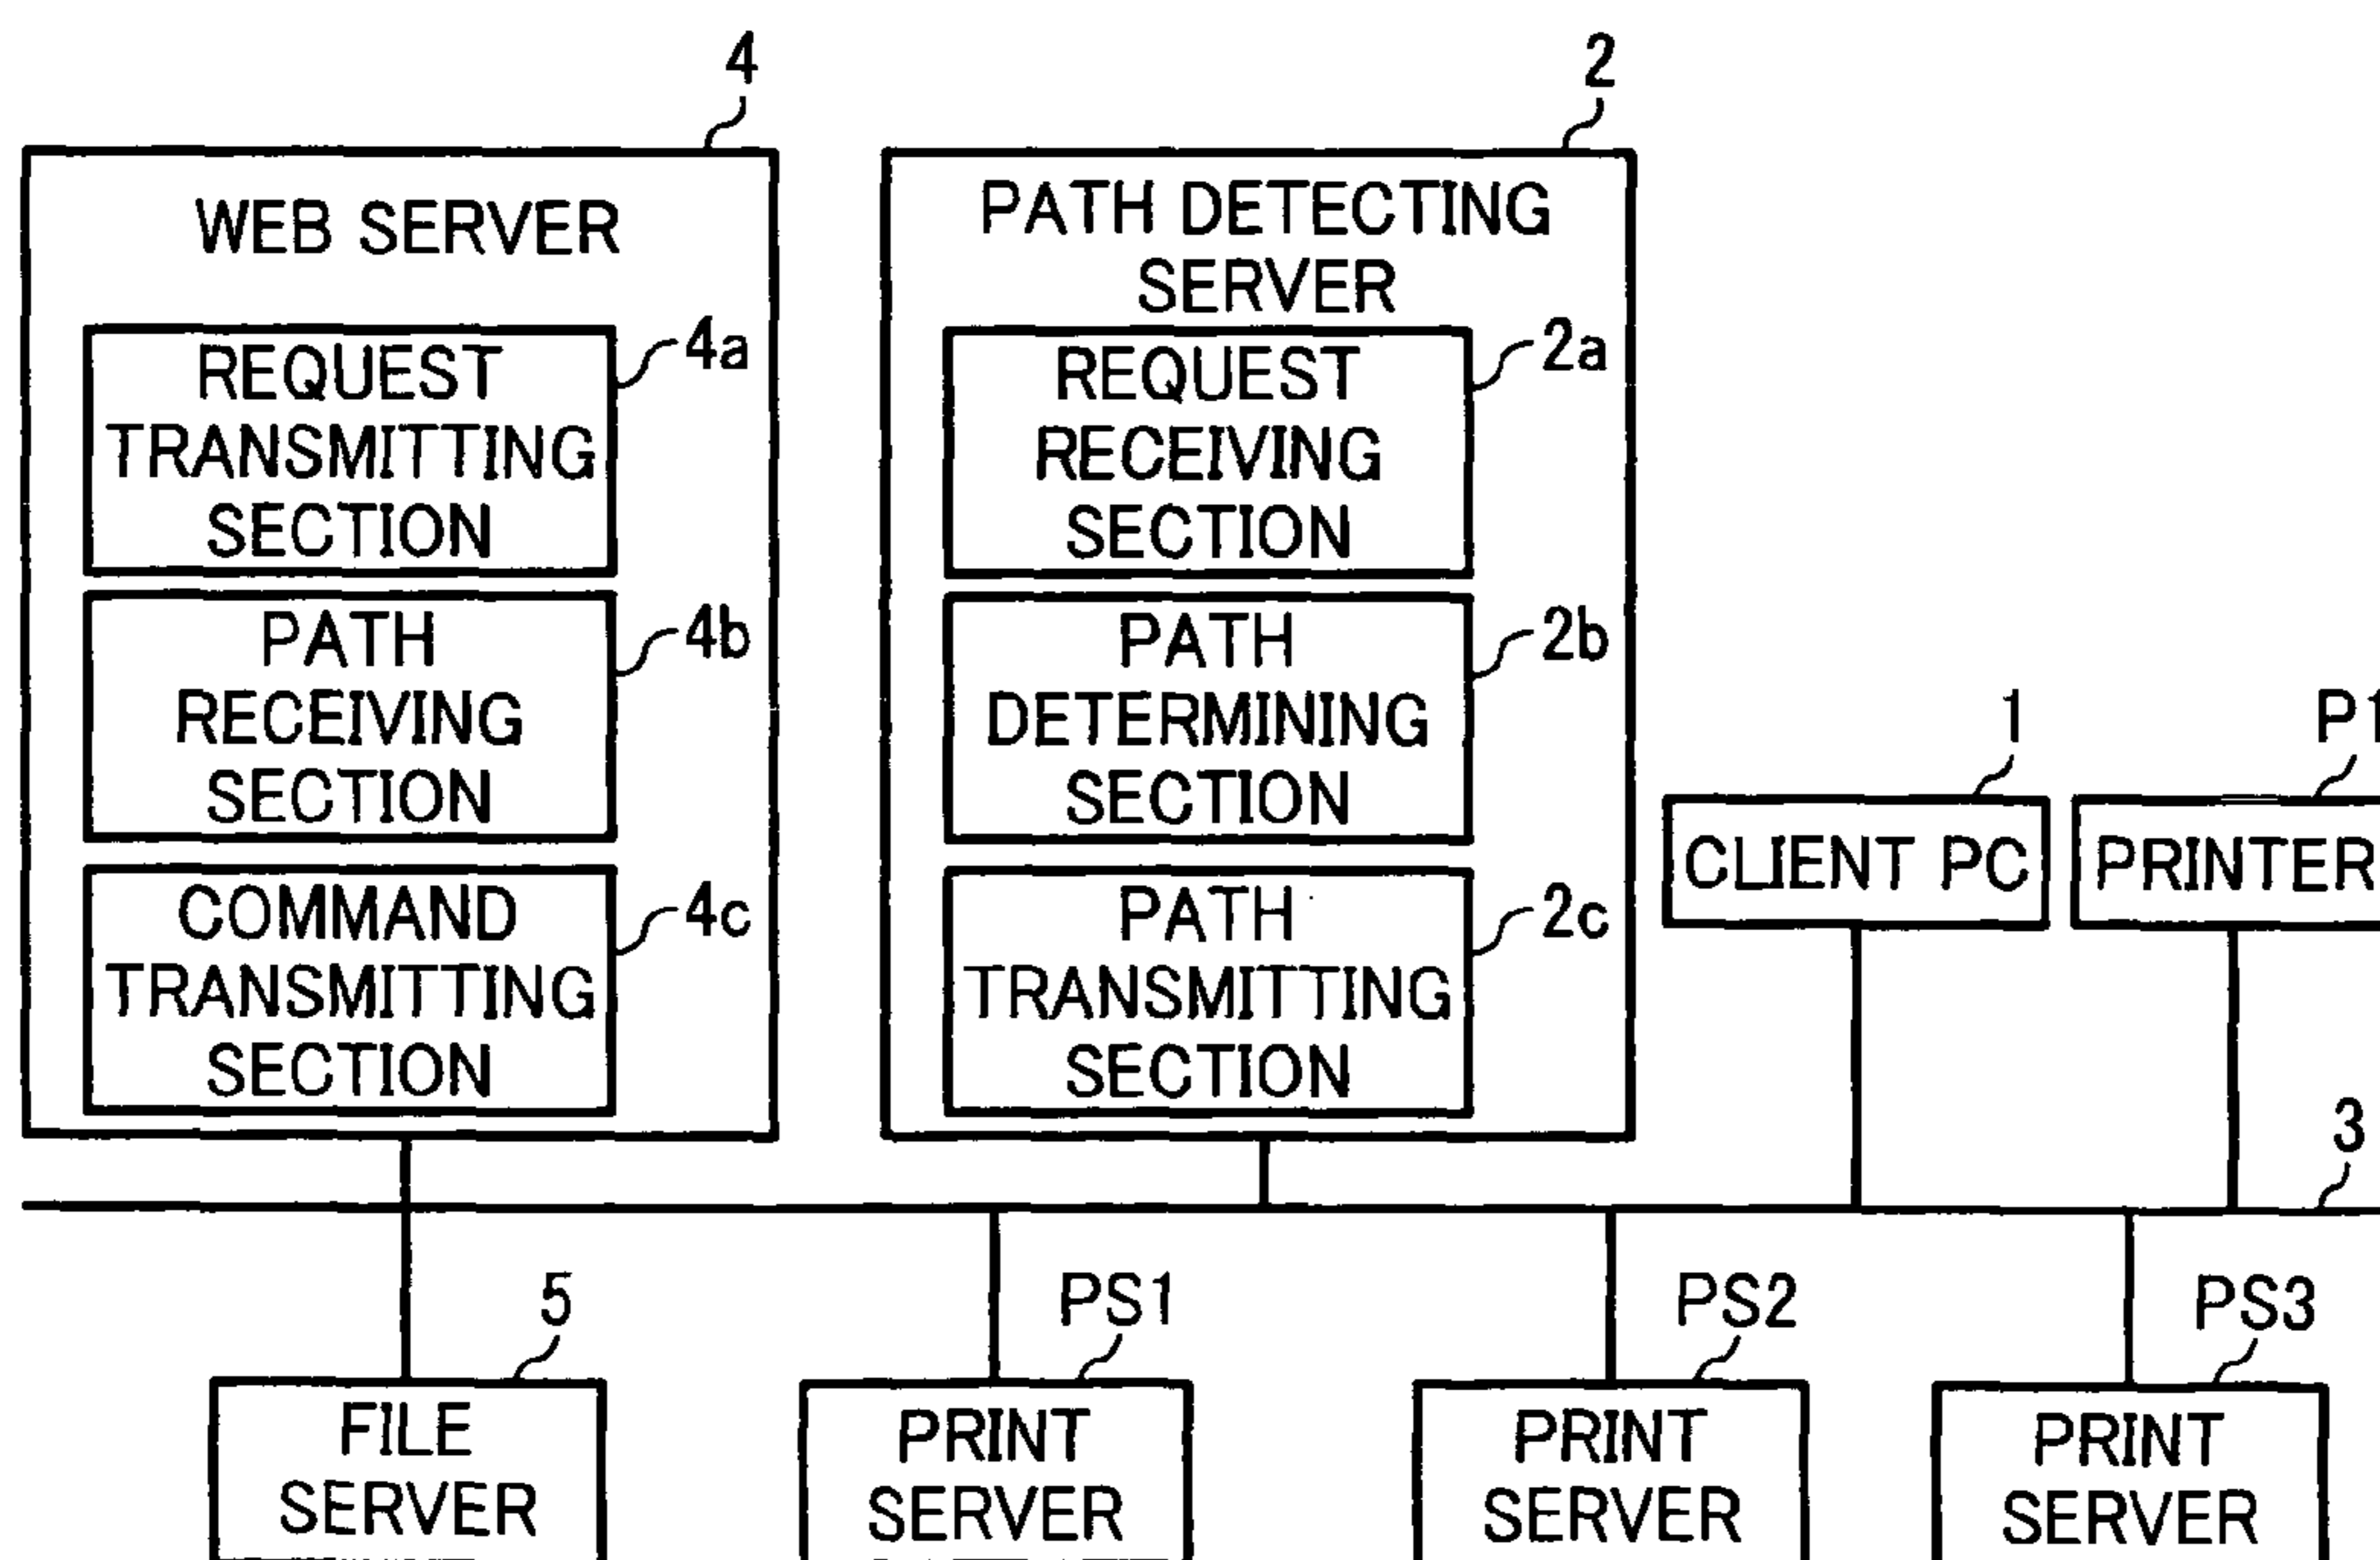 4
2
WEB SERVER
PATH DETECTING
SERVER
REQUEST
TRANSMITTING
SECTION
4a
REQUEST
RECEIVING
SECTION
2a
PATH
RECEIVING
SECTION
4b
PATH
DETERMINING
SECTION
2b
COMMAND
TRANSMITTING
SECTION
4c
PATH
TRANSMITTING
SECTION
2c
1
P1
CLIENT PC
PRINTER
3
5
PS1
PS2
PS3
FILE
SERVER
PRINT
SERVER
PRINT
SERVER
PRINT
SERVER